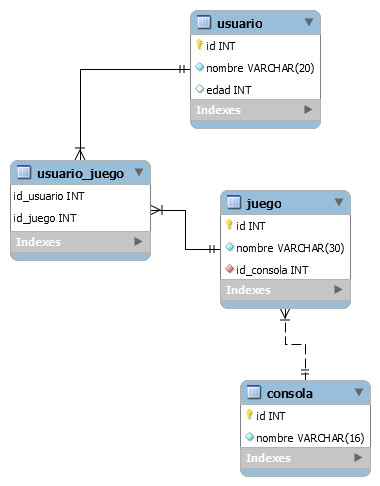 usuario
id INT
nombre VARCHAR(20)
edad INT
Indexes
usuario_juego
id_usuario INT
id_juego INT
Indexes
juego
id INT
nombre VARCHAR(30)
id_consola INT
Indexes
consola
id INT
nombre VARCHAR(16)
Indexes